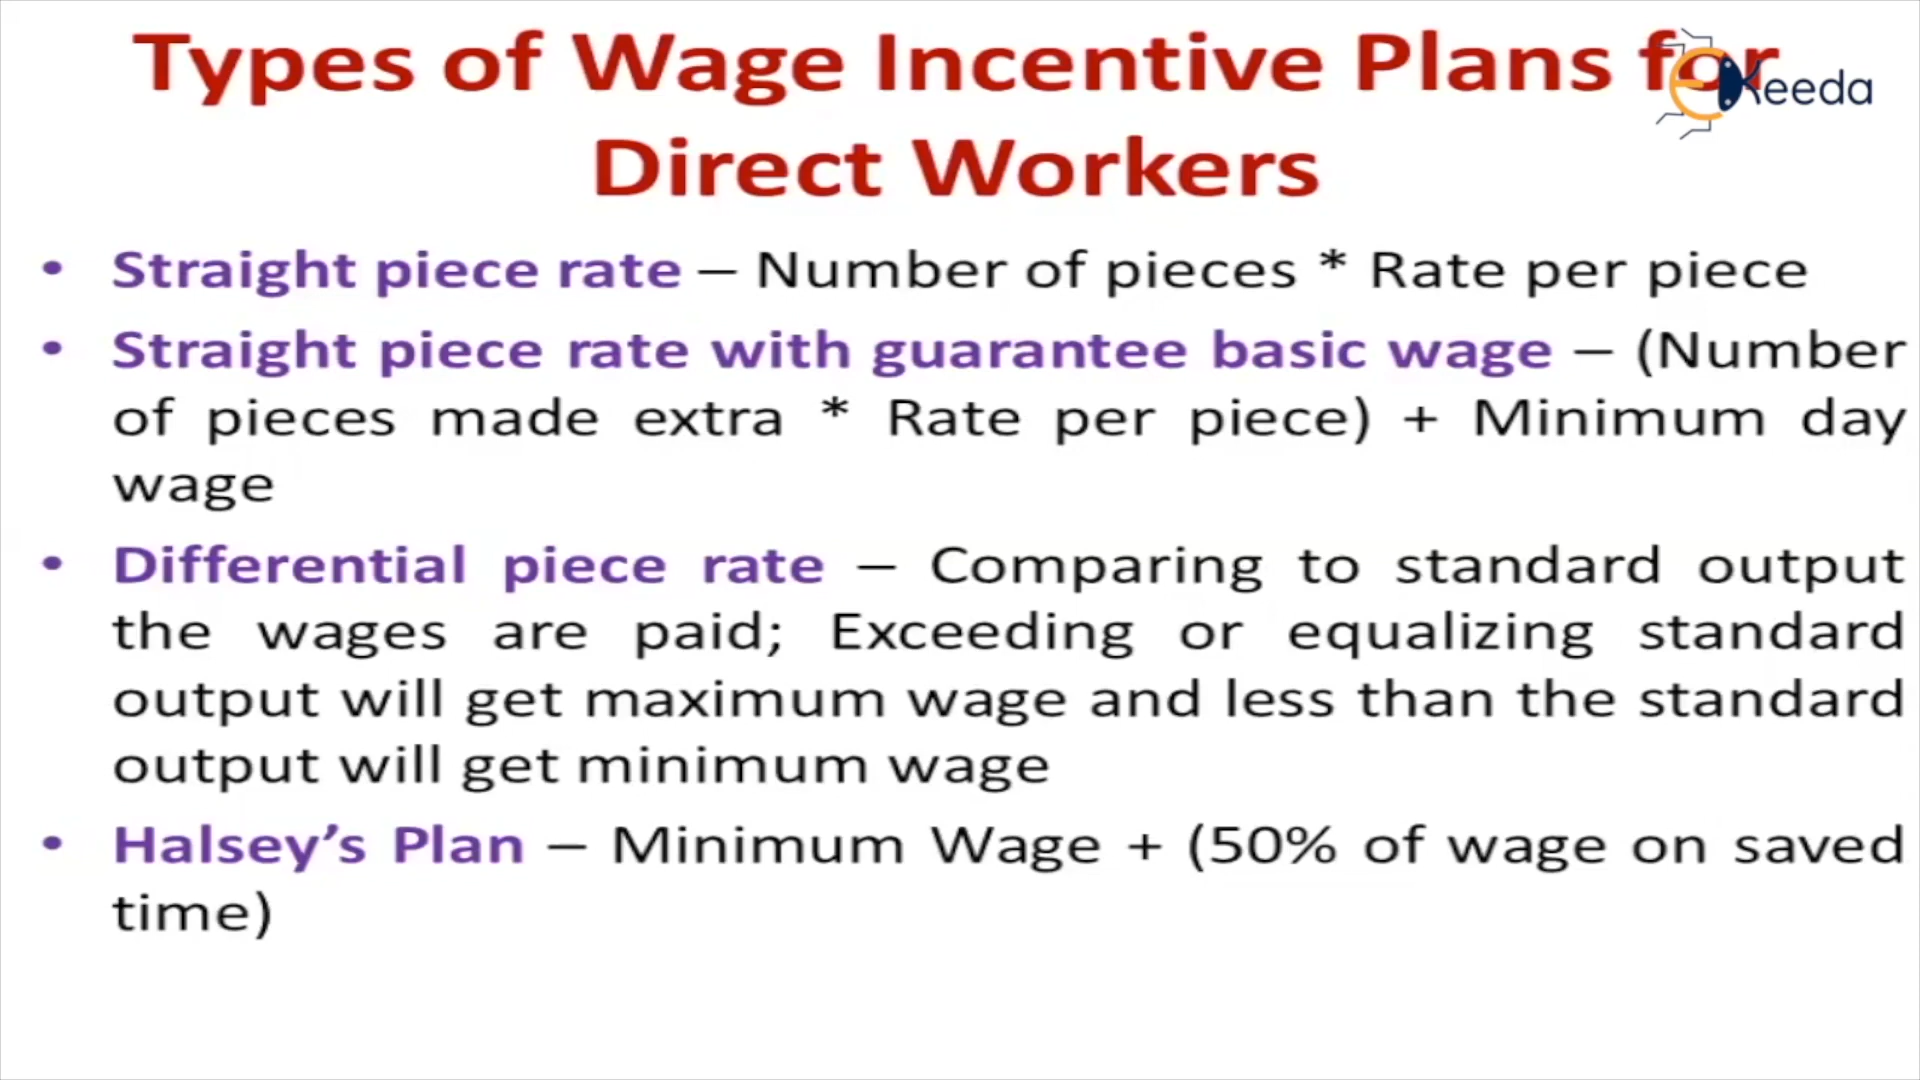 Types of Wage Incentive Plans for
eKeeda
Direct Workers
• Straight piece rate – Number of pieces * Rate per piece
• Straight piece rate with guarantee basic wage – (Number
of pieces made extra * Rate per piece) + Minimum day
wage
• Differential piece rate – Comparing to standard output
the wages are paid; Exceeding or equalizing standard
output will get maximum wage and less than the standard
output will get minimum wage
• Halsey’s Plan – Minimum Wage + (50% of wage on saved
time)